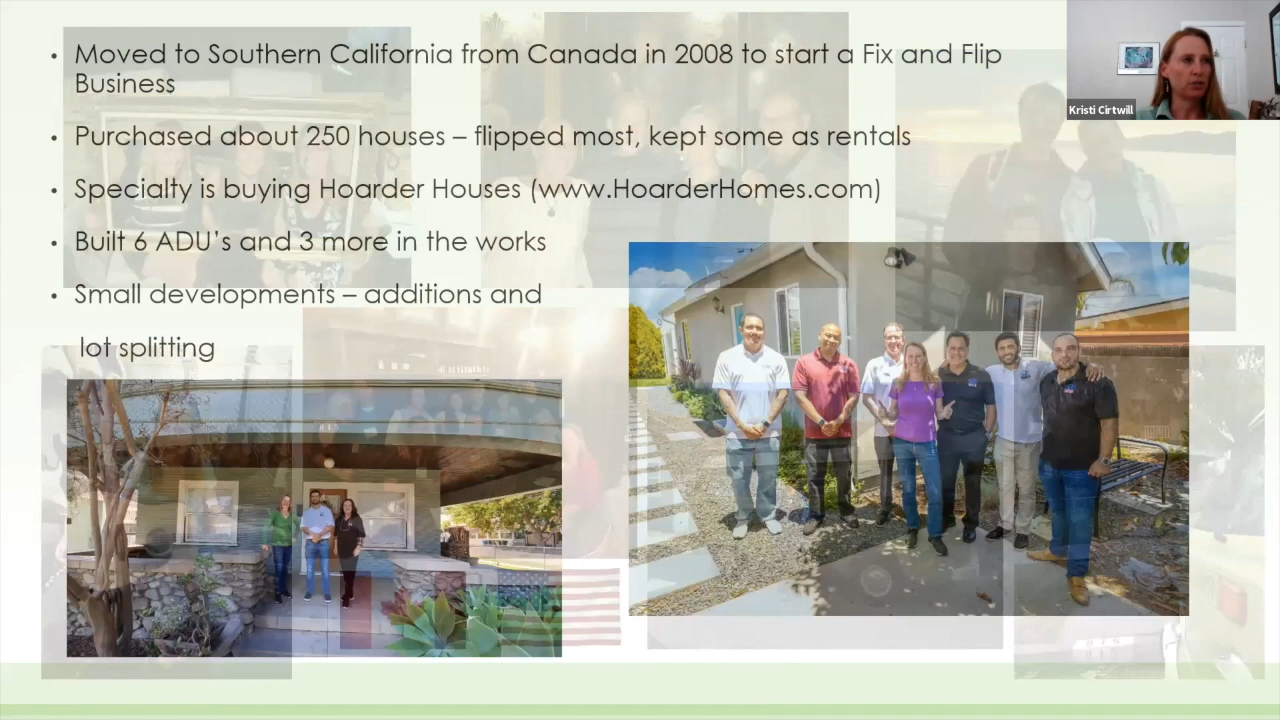 • Moved to Southern California from Canada in 2008 to start a Fix and Flip
Business
• Purchased about 250 houses – flipped most, kept some as rentals
• Specialty is buying Hoarder Houses (www.HoarderHomes.com)
• Built 6 ADU’s and 3 more in the works
• Small developments – additions and
lot splitting
Kristi Cirtwill